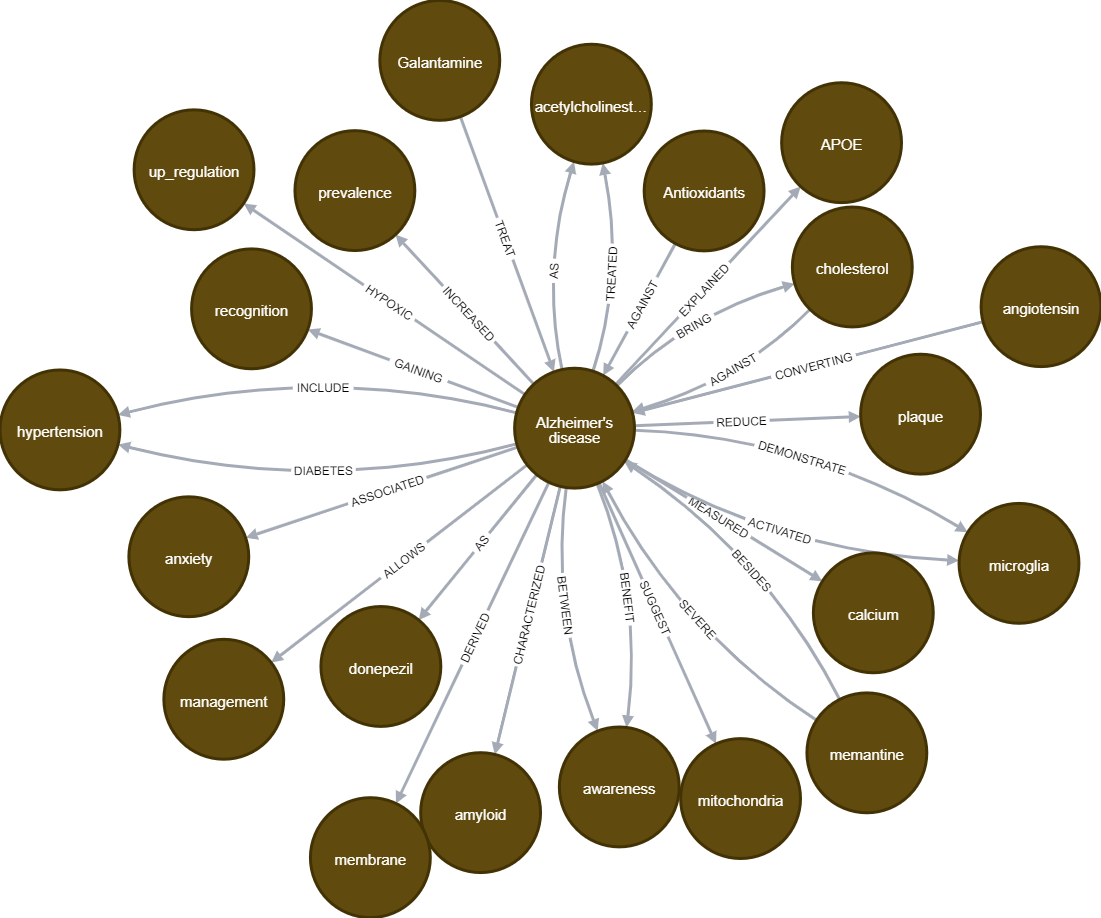 Galantamine
acetylcholinest...
APOE
up_regulation
prevalence
Antioxidants
TREAT
AS
TREATED
cholesterol
AGAINST
EXPLAINED
HYPOXIC
INCREASED
BRING
recognition
angiotensin
GAINING
AGAINST
CONVERTING
INCLUDE
hypertension
Alzheimer's
disease
REDUCE
plaque
DIABETES
DEMONSTRATE
ASSOCIATED
MEASURED
ACTIVATED
anxiety
ALLOWS
AS
microglia
BESIDES
calcium
DERIVED
CHARACTERIZED
BETWEEN
BENEFIT
SUGGEST
SEVERE
donepezil
management
memantine
awareness
mitochondria
amyloid
membrane